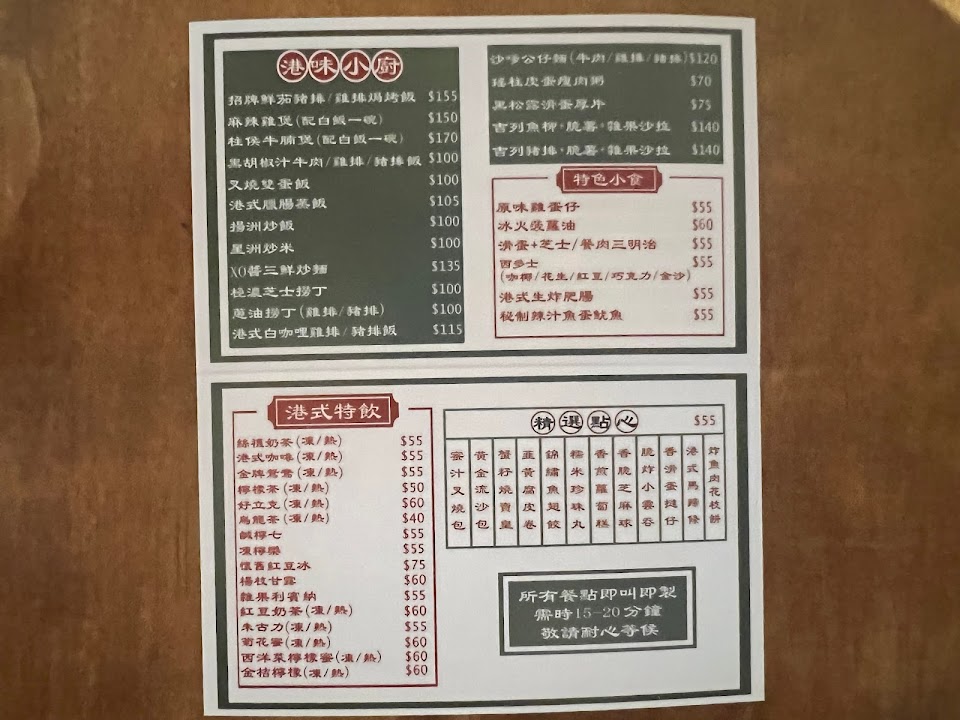 港味小廚
招牌鮮茄豬排/雞排焗烤飯 $155
麻辣雞煲(配白飯一碗) $150
柱侯牛腩煲(配白飯一碗) $170
黑胡椒汁牛肉/雞排/豬排飯 $100
叉燒雙蛋飯 $100
港式臘腸蒸飯 $105
揚洲炒飯 $100
星洲炒米 $100
XO醬三鮮炒麵 $135
極濃芝士撈丁 $100
蔥油撈丁(雞排/豬排) $100
港式白咖哩雞排/豬排飯 $115
沙嗲公仔麵(牛肉/雞排/豬排) $120
瑤柱皮蛋瘦肉粥 $70
黑松露滑蛋厚片 $75
吉列魚柳+脆薯+雜果沙拉 $140
吉列豬排+脆薯+雜果沙拉 $140
特色小食
原味雞蛋仔 $55
冰火菠蘿油 $60
滑蛋+芝士/餐肉三明治 $55
西多士 $55
(咖椰/花生/紅豆/巧克力/金沙)
港式生炸肥腸 $55
秘制辣汁魚蛋魷魚 $55
港式特飲
絲襪奶茶(凍/熱) $55
港式咖啡(凍/熱) $55
金牌鴛鴦(凍/熱) $55
檸檬茶(凍/熱) $50
好立克(凍/熱) $60
烏龍茶(凍/熱) $40
鹹檸七 $55
凍檸樂 $55
懷舊紅豆冰 $75
楊枝甘露 $60
雜果利賓納 $55
紅豆奶茶(凍/熱) $60
朱古力(凍/熱) $55
菊花蜜(凍/熱) $60
西洋菜檸檬蜜(凍/熱) $60
金桔檸檬(凍/熱) $60
精選點心 $55
蜜汁叉燒包
黃金流沙包
蟹籽燒賣皇
韭黃腐皮卷
錦繡魚翅餃
糯米珍珠丸
香煎蘿蔔糕
香脆芝麻球
脆炸小雲吞
香滑蛋撻仔
港式馬蹄條
炸魚肉花枝餅
所有餐點即叫即製
需時15-20分鐘
敬請耐心等候